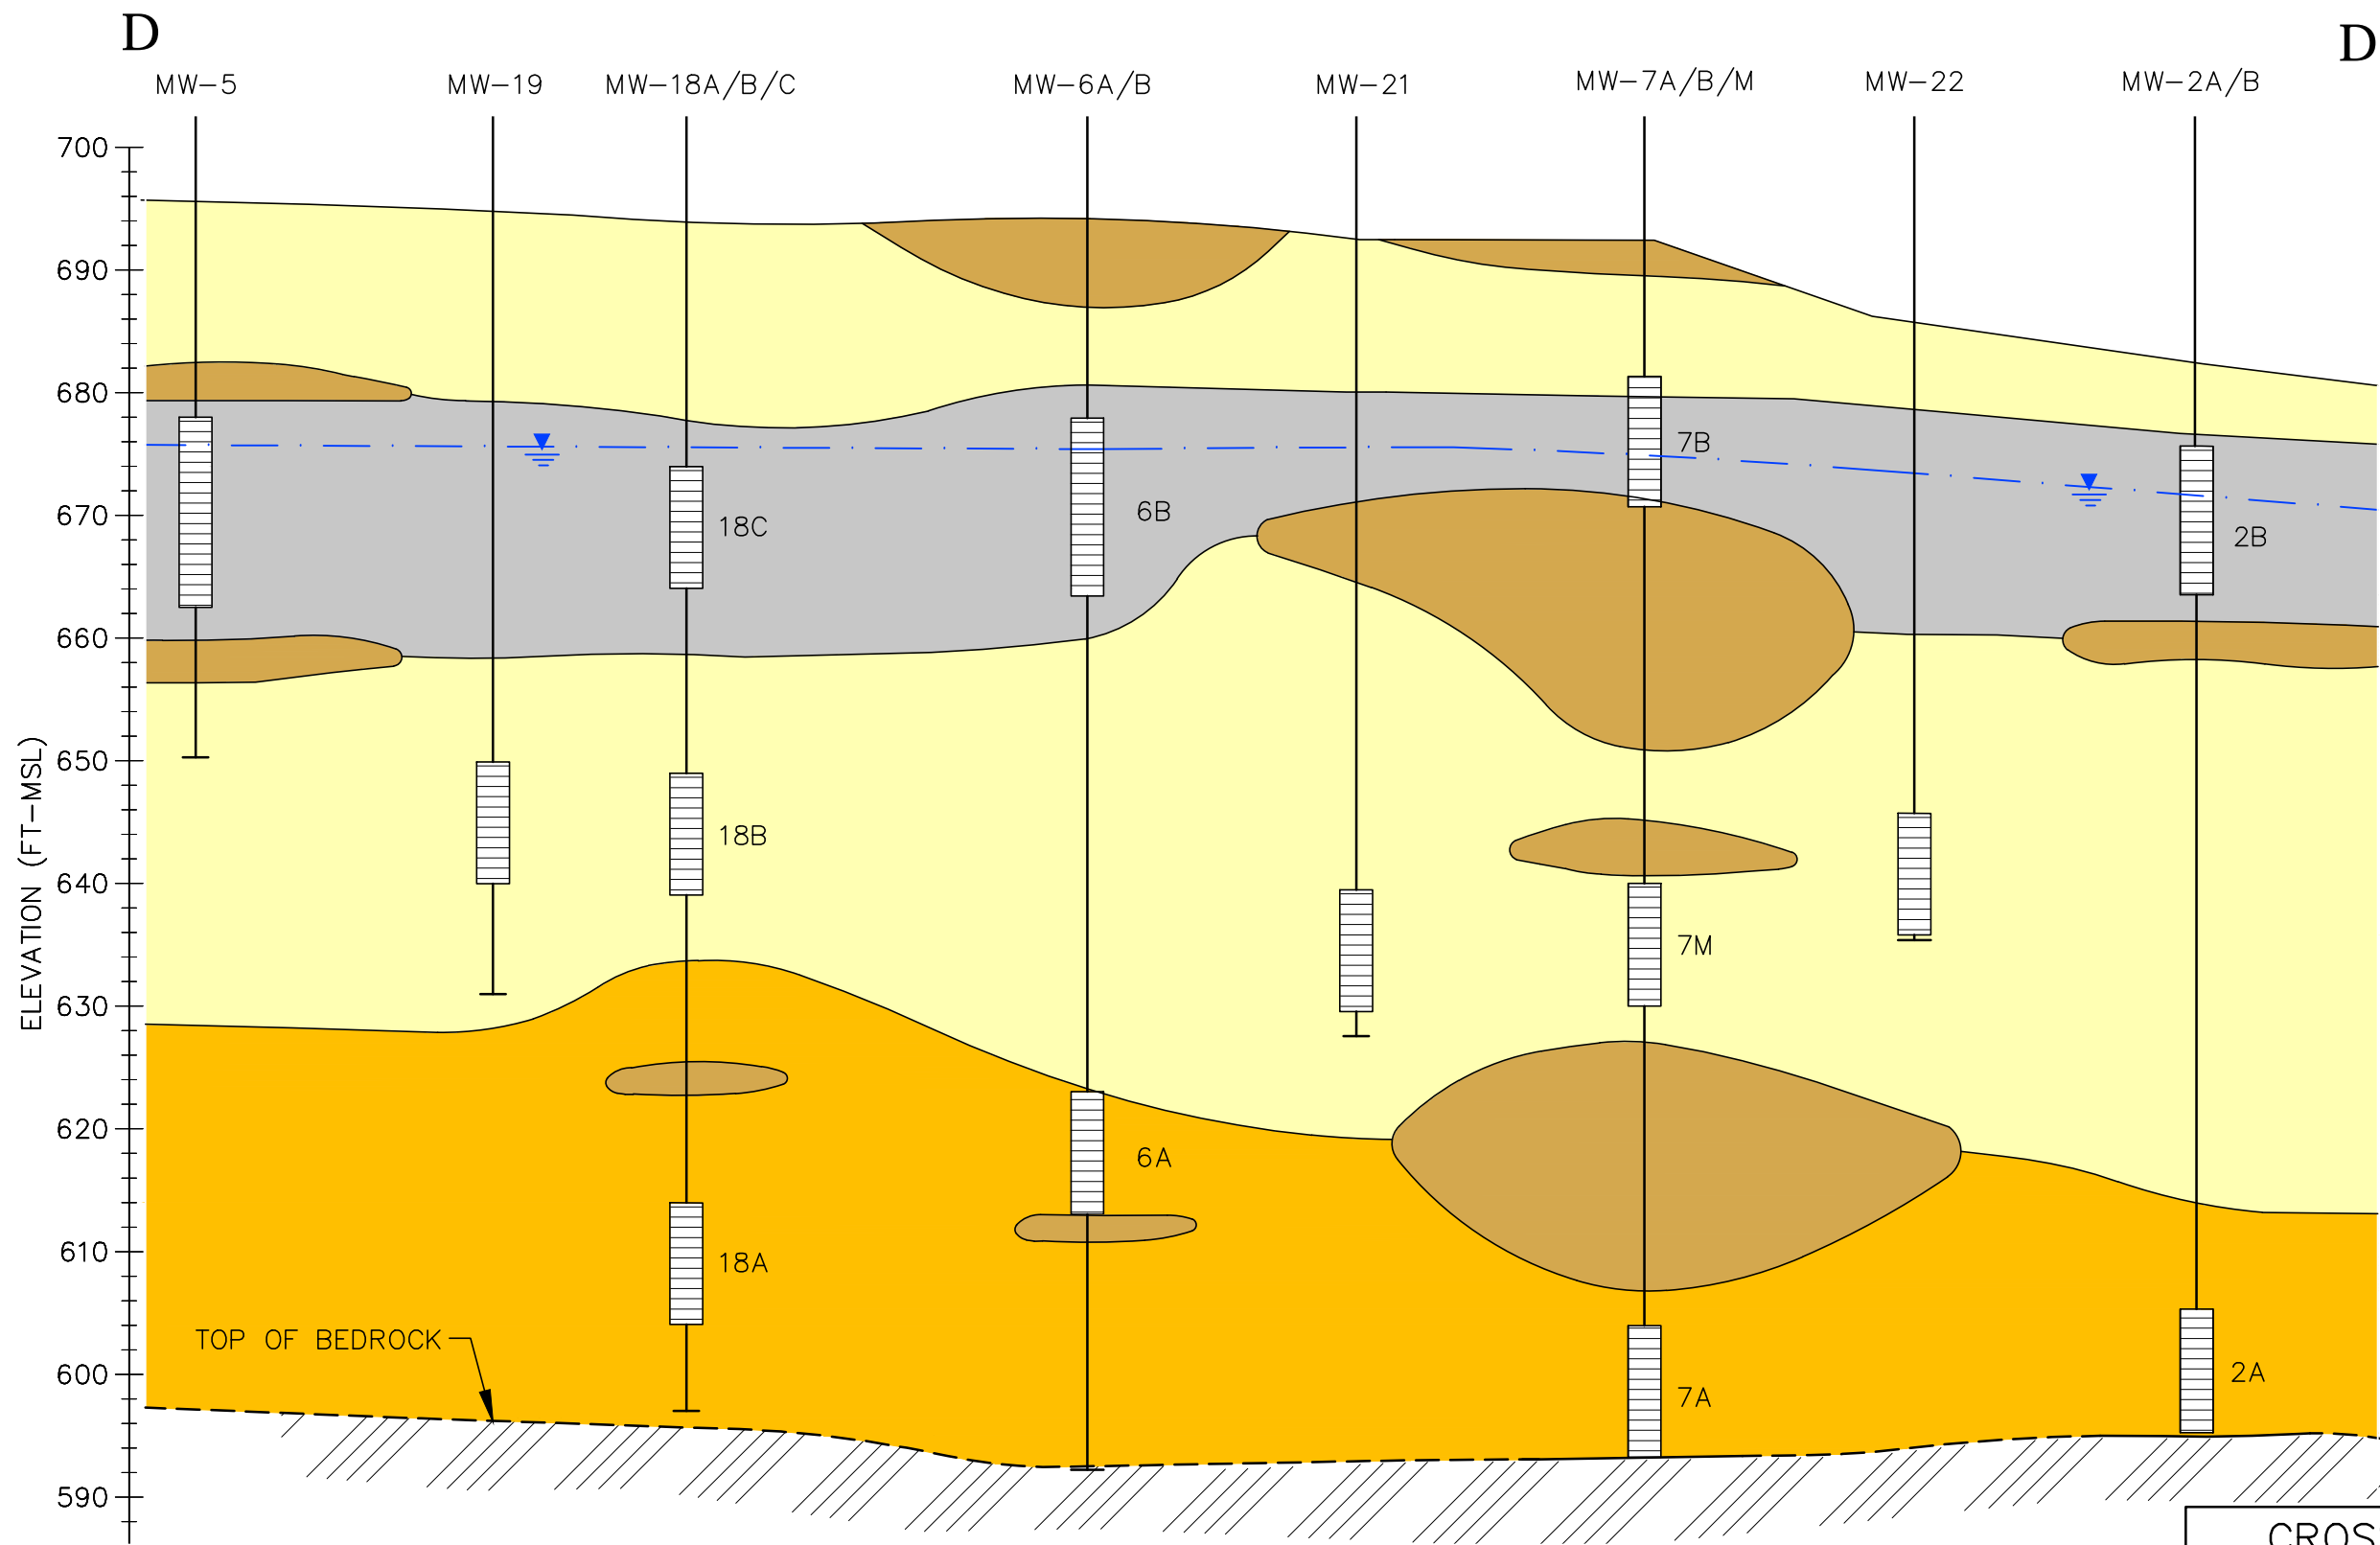 D D
MW-5 MW-19 MW-18A/B/C MW-6A/B MW-21 MW-7A/B/M MW-22 MW-2A/B
700
690
680
7B
670
18C
6B
2B
660
650
18B
640
7M
ELEVATION (FT-MSL)
630
620
6A
610
18A
TOP OF BEDROCK
600
2A
7A
590
CROS